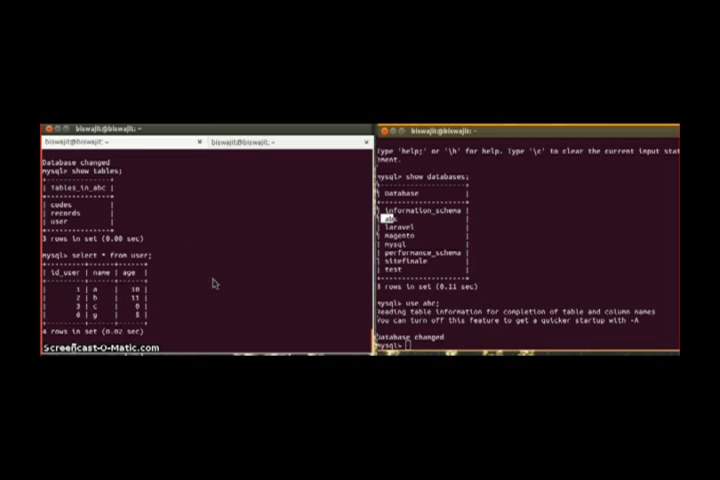 biswajit@biswajit: ~
biswajit@biswajit: ~ × biswajit@biswajit: ~ ×
Database changed
mysql> show tables;
+---------------+
| Tables_in_abc |
+---------------+
| codes |
| records |
| user |
+---------------+
3 rows in set (0.00 sec)
mysql> select * from user;
+---------+------+------+
| id_user | name | age |
+---------+------+------+
| 1 | a | 10 |
| 2 | b | 11 |
| 3 | c | 0 |
| | g | 5 |
+---------+------+------+
4 rows in set (0.02 sec)
Screencast-O-Matic.com
biswajit@biswajit: ~
Type 'help;' or '\h' for help. Type '\c' to clear the current input stat
ement.
mysql> show databases;
+--------------------+
| Database |
+--------------------+
| information_schema |
| abc |
| laravel |
| magento |
| mysql |
| performance_schema |
| sitefinale |
| test |
+--------------------+
8 rows in set (0.11 sec)
mysql> use abc;
Reading table information for completion of table and column names
You can turn off this feature to get a quicker startup with -A
Database changed
mysql>